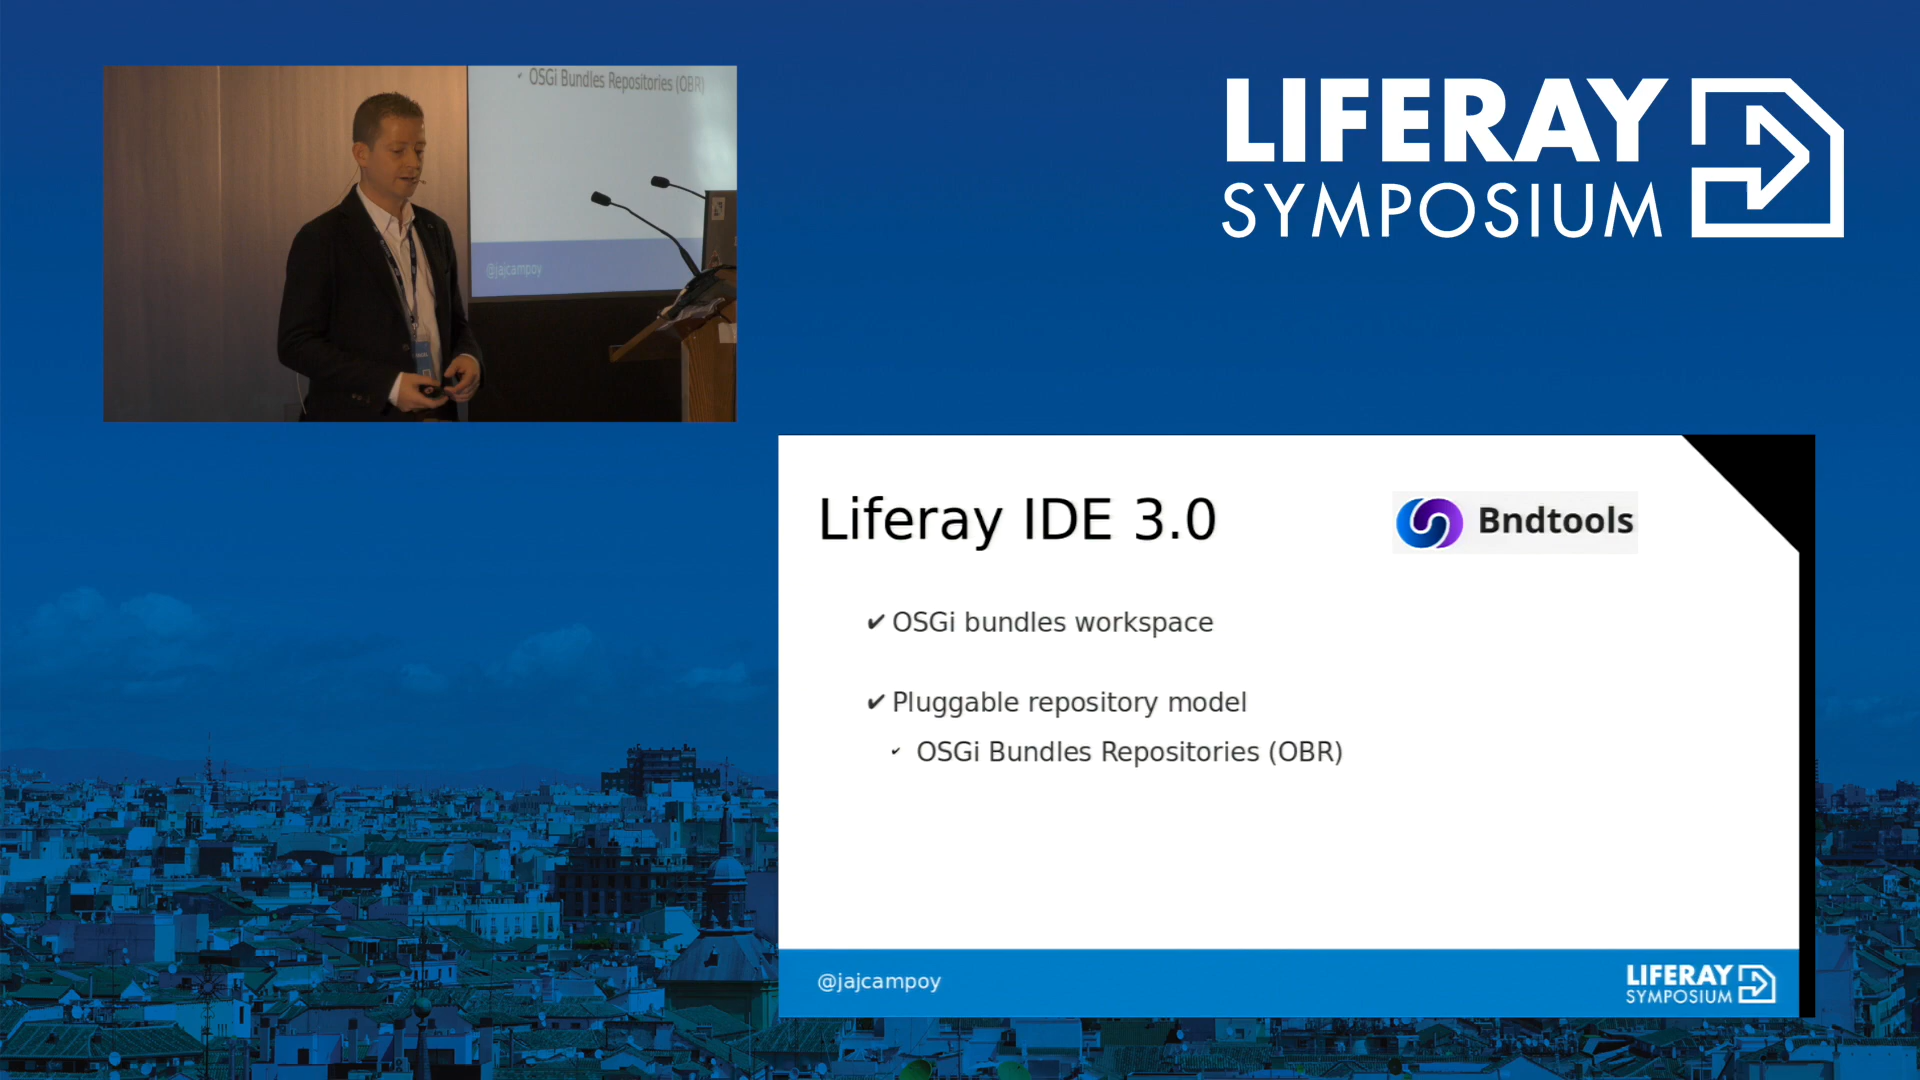 OSGi Bundles Repositories (OBR)
@jajcampoy
LIFERAY
SYMPOSIUM
Liferay IDE 3.0
Bndtools
✔ OSGi bundles workspace
✔ Pluggable repository model
✔ OSGi Bundles Repositories (OBR)
@jajcampoy
LIFERAY
SYMPOSIUM